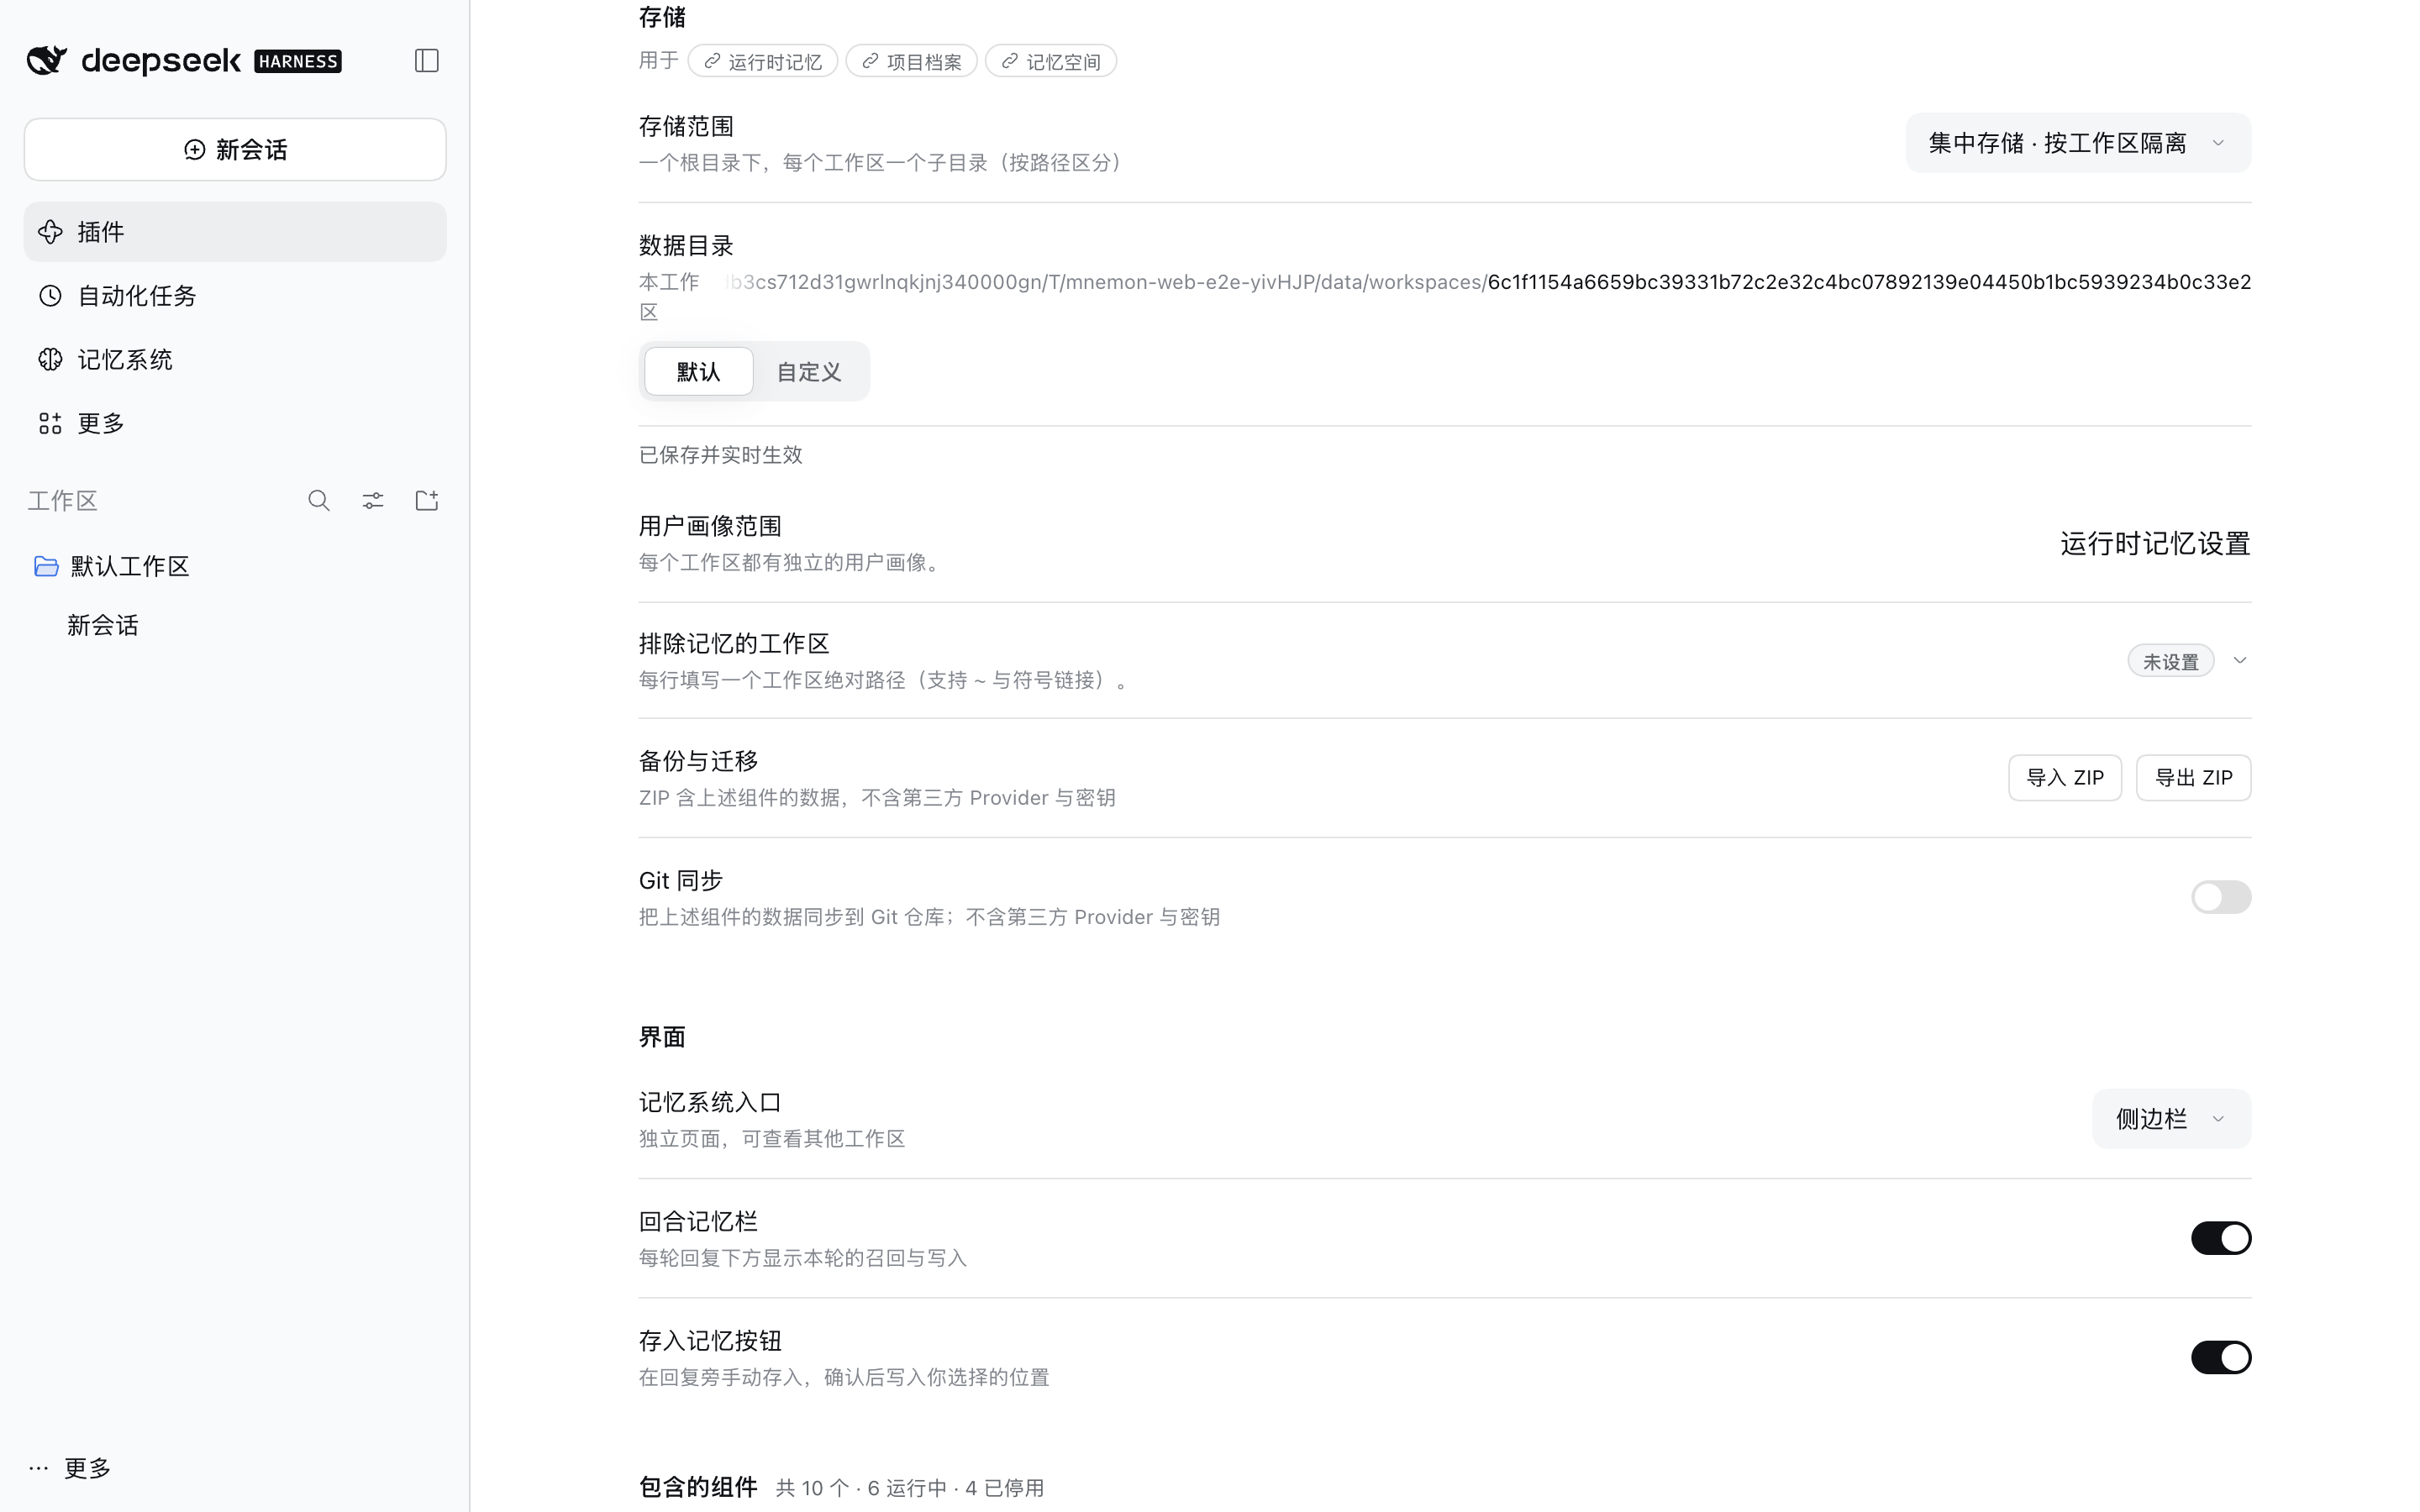 deepseek HARNESS
新会话
插件
自动化任务
记忆系统
更多
工作区
默认工作区
新会话
更多
存储
用于 运行时记忆 项目档案 记忆空间
存储范围
一个根目录下，每个工作区一个子目录（按路径区分）
集中存储 · 按工作区隔离
数据目录
本工作区
b3cs712d31gwrlnqkjnj340000gn/T/mnemon-web-e2e-yivHJP/data/workspaces/6c1f1154a6659bc39331b72c2e32c4bc07892139e04450b1bc5939234b0c33e2
默认 自定义
已保存并实时生效
用户画像范围
每个工作区都有独立的用户画像。
运行时记忆设置
排除记忆的工作区
每行填写一个工作区绝对路径（支持 ~ 与符号链接）。
未设置
备份与迁移
ZIP 含上述组件的数据，不含第三方 Provider 与密钥
导入 ZIP 导出 ZIP
Git 同步
把上述组件的数据同步到 Git 仓库；不含第三方 Provider 与密钥
界面
记忆系统入口
独立页面，可查看其他工作区
侧边栏
回合记忆栏
每轮回复下方显示本轮的召回与写入
存入记忆按钮
在回复旁手动存入，确认后写入你选择的位置
包含的组件 共 10 个 · 6 运行中 · 4 已停用